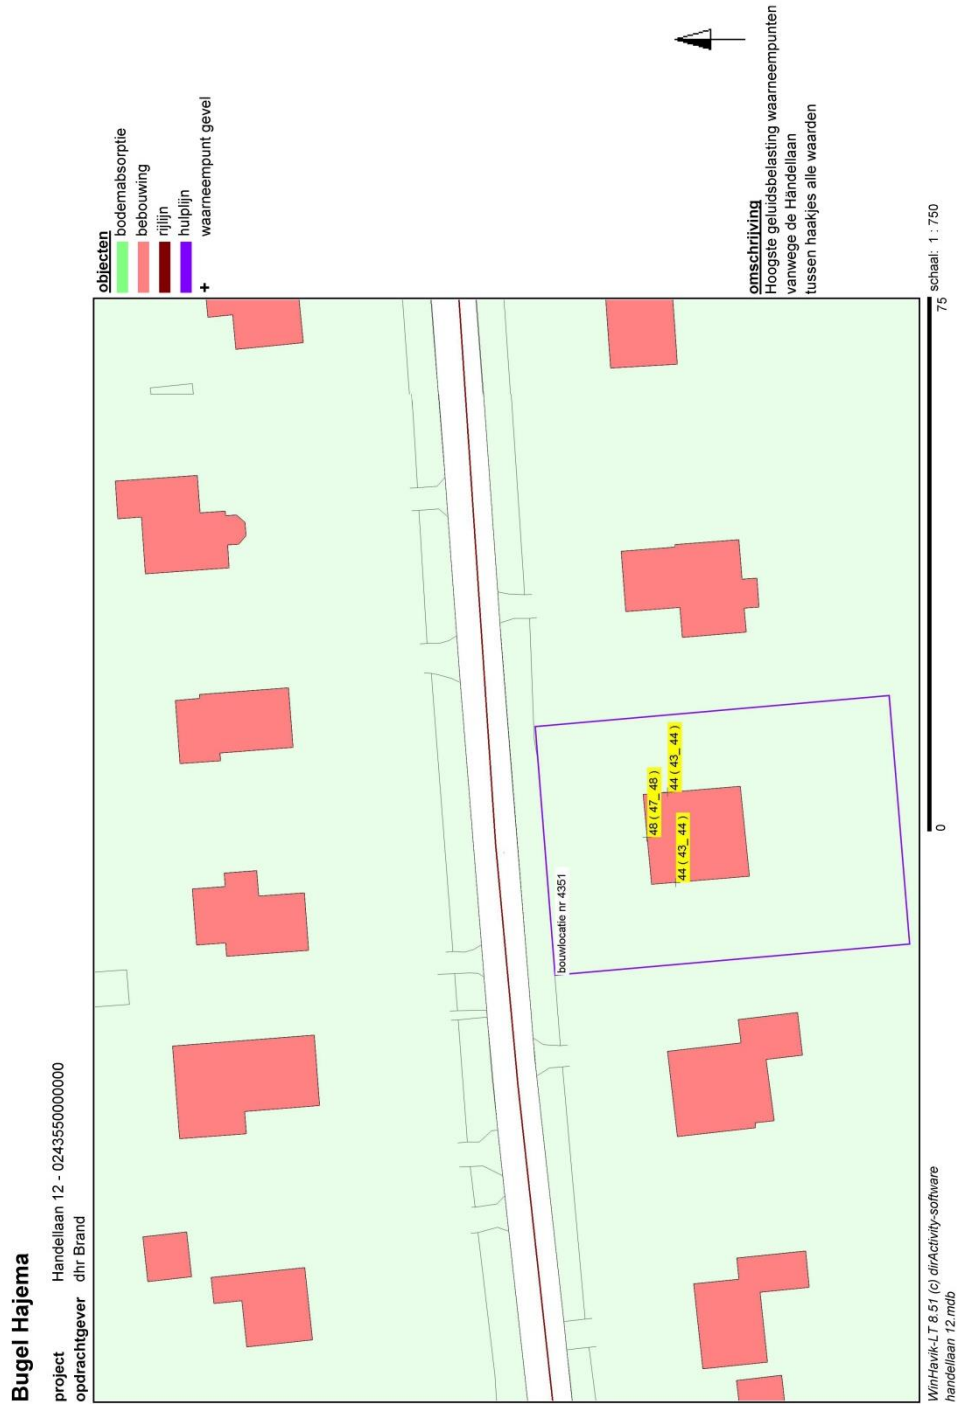 Bugel Hajema
project Handellaan 12 - 0243550000000
opdrachtgever dhr Brand
objecten
bodemabsorptie
bebouwing
rijlijn
hulplijn
+ waarneempunt gevel
bouwlocatie nr 4351
48 ( 47_ 48 )
44 ( 43_ 44 )
44 ( 43_ 44 )
omschrijving
Hoogste geluidsbelasting waarneempunten
vanwege de Händellaan
tussen haakjes alle waarden
0
75
schaal: 1 : 750
WinHavik-LT 8.51 (c) dirActivity-software
handellaan 12.mdb